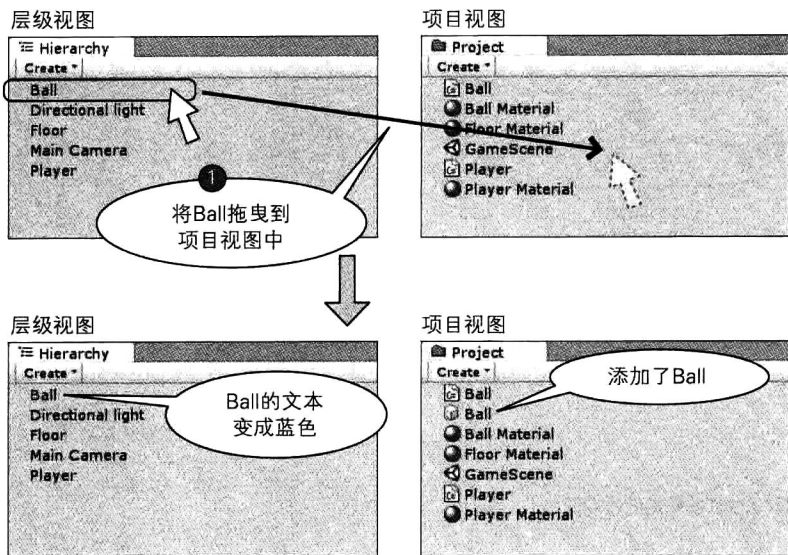 层级视图
Hierarchy
Create
Ball
Directional light
Floor
Main Camera
Player
1
将Ball拖曳到
项目视图中
项目视图
Project
Create
Ball
Ball Material
Floor Material
GameScene
Player
Player Material
层级视图
Hierarchy
Create
Ball
Directional light
Floor
Main Camera
Player
Ball的文本
变成蓝色
项目视图
Project
Create
Ball
Ball
Ball Material
Floor Material
GameScene
Player
Player Material
添加了Ball